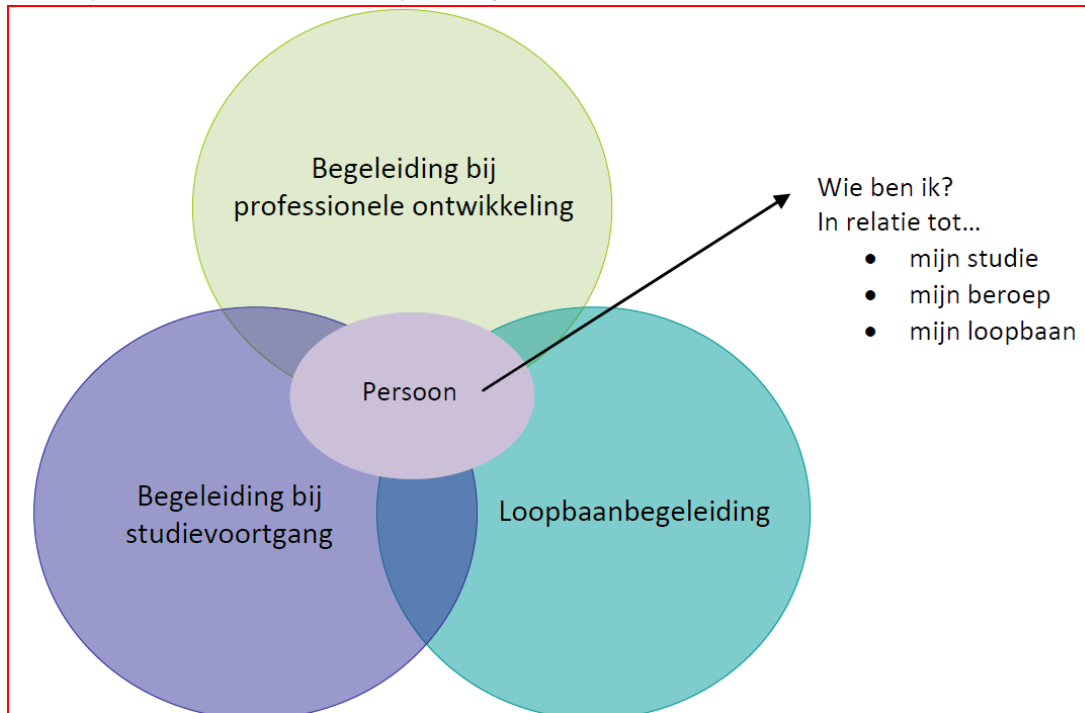 Begeleiding bij
professionele ontwikkeling
Wie ben ik?
In relatie tot...
• mijn studie
• mijn beroep
• mijn loopbaan
Persoon
Begeleiding bij
studievoortgang
Loopbaanbegeleiding